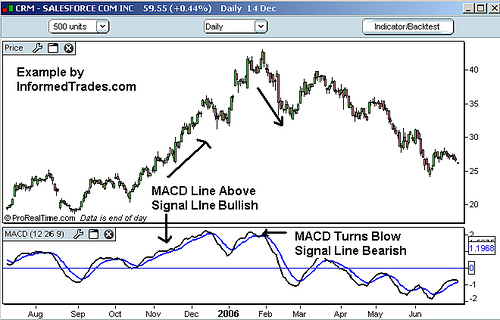 CRM - SALESFORCE COM INC 59.55 (+0.44%) Daily 14 Dec
500 units Daily Indicator/Backtest
Price
Example by
InformedTrades.com
45
40
35
30
25
20
MACD Line Above
Signal LIne Bullish
© ProRealTime.com Data is end of day
MACD (12 26 9)
MACD Turns Blow
Signal Line Bearish
2
1.1968
0
-1
-2
Aug Sep Oct Nov Dec 2006 Feb Mar Apr May Jun